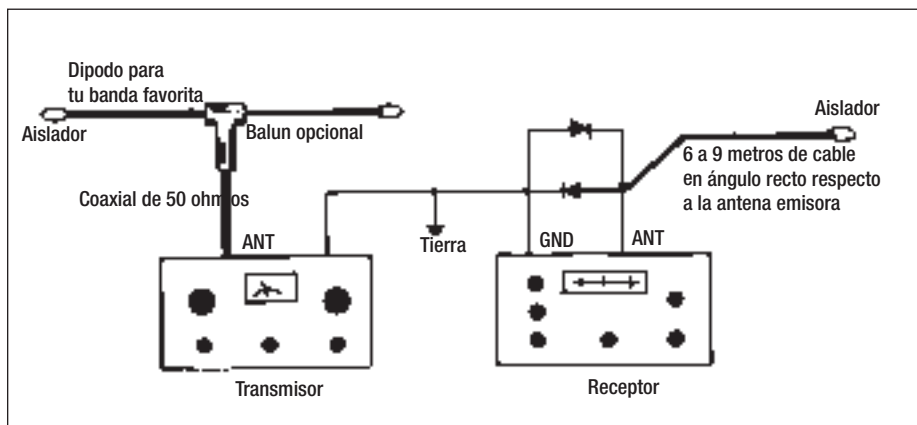 Dipodo para
tu banda favorita
Aislador
Balun opcional
Aislador
6 a 9 metros de cable
en ángulo recto respecto
a la antena emisora
Coaxial de 50 ohmios
ANT
Tierra
GND
ANT
Transmisor
Receptor